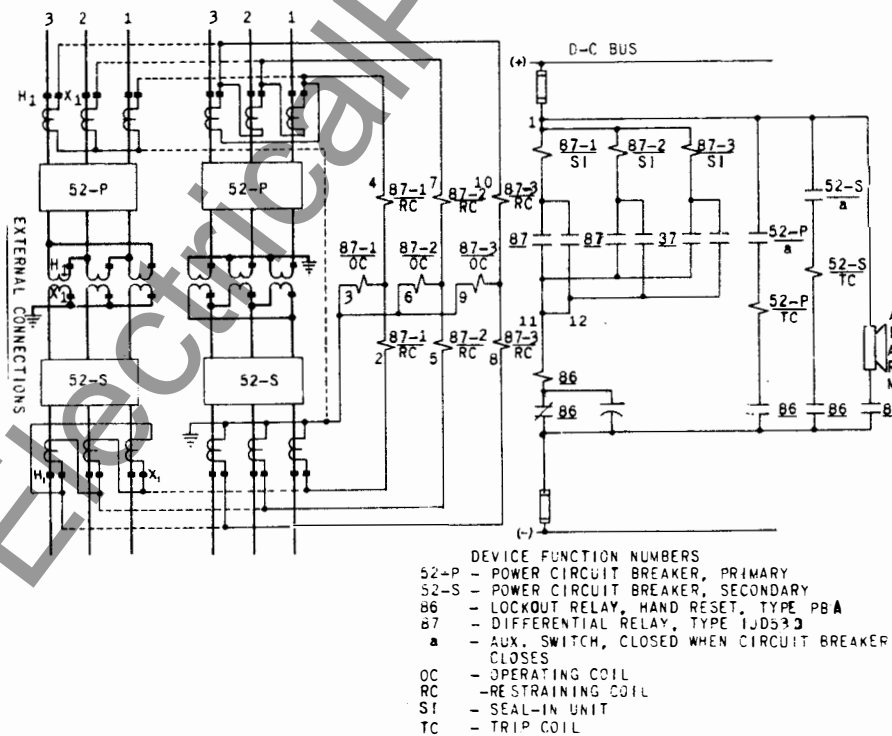 3 2 1 3 2 1
D-C BUS
(+)
H1 X1
1
87-1 SI
87-2 SI
87-3 SI
4 87-1 RC
7 87-2 RC
10 87-3 RC
52-P 52-P
52-S a
52-P a
87 87 37
87-1 OC
87-2 OC
87-3 OC
3 6 9
H1
X1
52-S TC
52-P TC
11 12
2 87-1 RC
5 87-2 RC
8 87-3 RC
52-S 52-S
86
86 86 86
ALARM
H1 X1
(-)
EXTERNAL CONNECTIONS
Electrical
DEVICE FUNCTION NUMBERS
52-P - POWER CIRCUIT BREAKER, PRIMARY
52-S - POWER CIRCUIT BREAKER, SECONDARY
86 - LOCKOUT RELAY, HAND RESET, TYPE PBA
87 - DIFFERENTIAL RELAY, TYPE
a - AUX. SWITCH, CLOSED WHEN CIRCUIT BREAKER
CLOSES
OC - OPERATING COIL
RC -RESTRAINING COIL
SI - SEAL-IN UNIT
TC - TRIP COIL